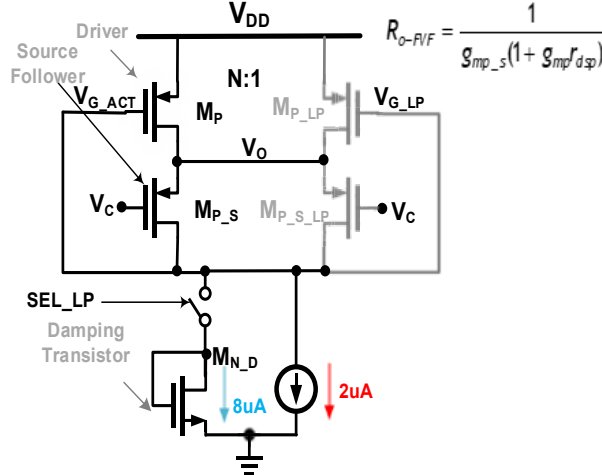 V_DD
Driver
Source
Follower
N:1
V_G_ACT
M_P
M_P_LP
V_G_LP
V_O
V_C
M_P_S
M_P_S_LP
V_C
SEL_LP
Damping
Transistor
M_N_D
8uA
2uA
R_o-FVF = 1 / g_mp_s(1 + g_mp r_dsp)